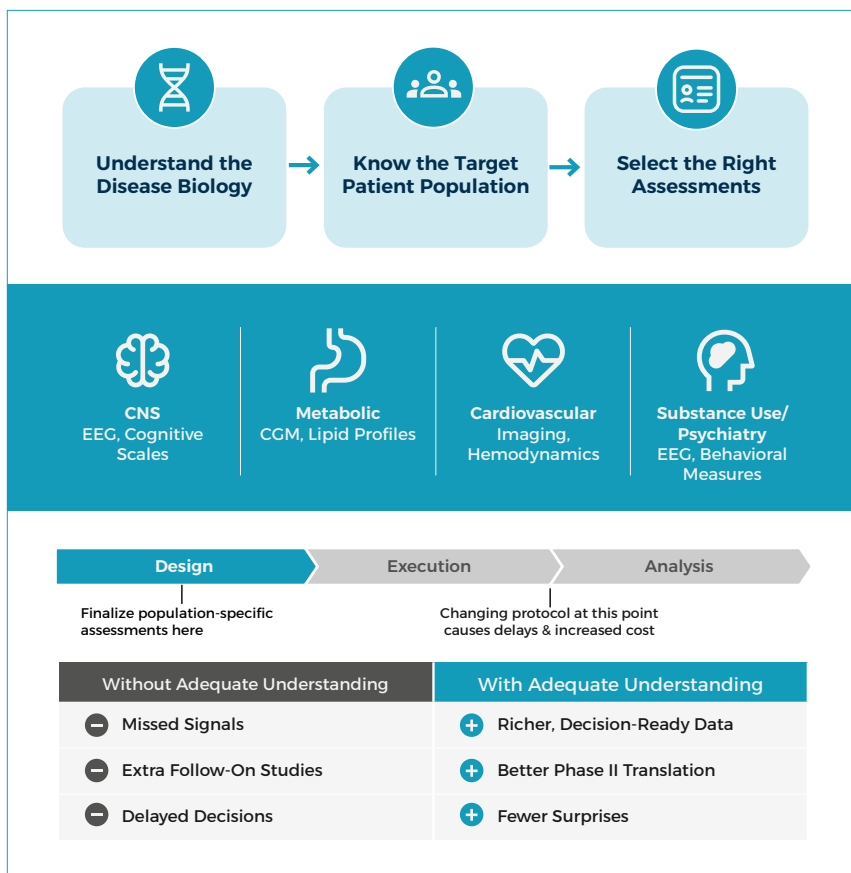 Understand the
Disease Biology
Know the Target
Patient Population
Select the Right
Assessments
CNS
EEG, Cognitive
Scales
Metabolic
CGM, Lipid Profiles
Cardiovascular
Imaging,
Hemodynamics
Substance Use/
Psychiatry
EEG, Behavioral
Measures
Design
Execution
Analysis
Finalize population-specific
assessments here
Changing protocol at this point
causes delays & increased cost
Without Adequate Understanding
With Adequate Understanding
Missed Signals
Richer, Decision-Ready Data
Extra Follow-On Studies
Better Phase II Translation
Delayed Decisions
Fewer Surprises